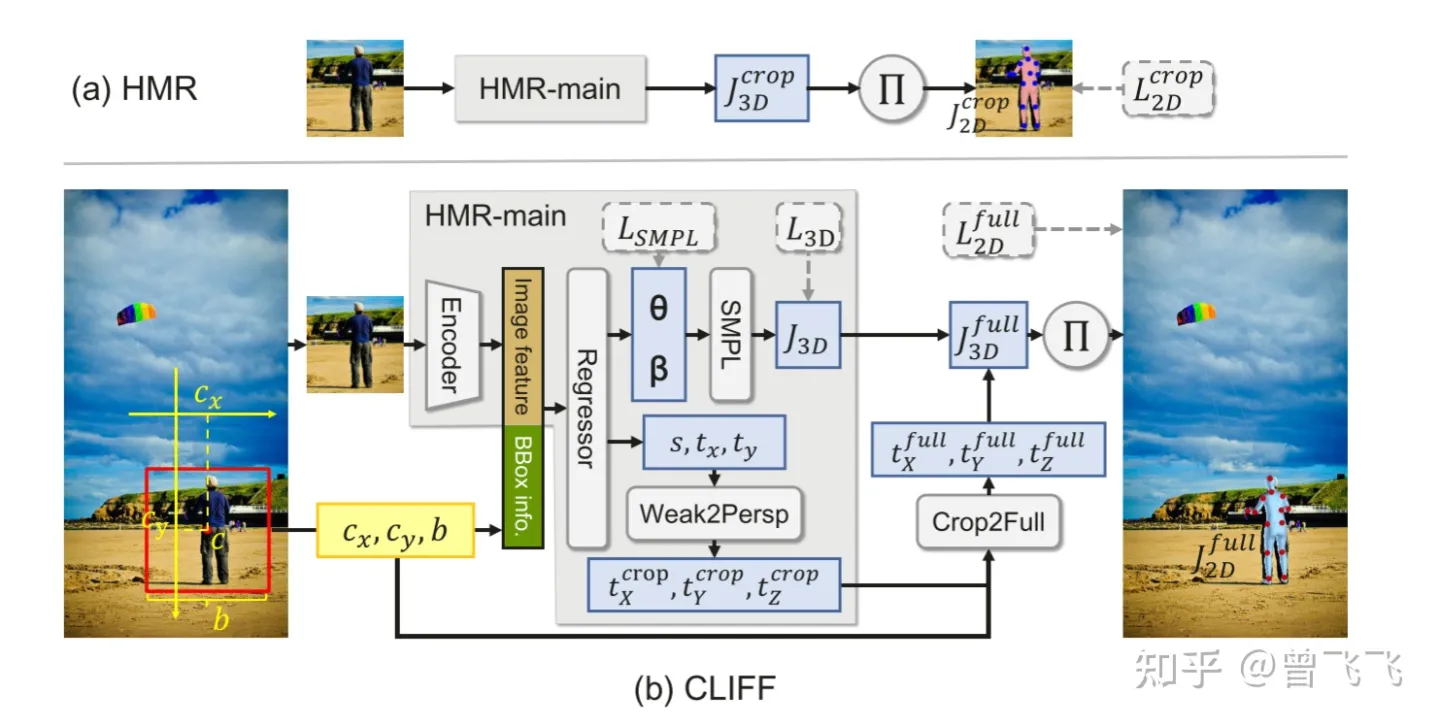 (a) HMR
HMR-main
J_{3D}^{crop}
Π
J_{2D}^{crop}
L_{2D}^{crop}
HMR-main
L_{SMPL}
L_{3D}
L_{2D}^{full}
c_x
c_y
c
b
Encoder
Image feature
BBox info.
Regressor
θ
β
SMPL
J_{3D}
J_{3D}^{full}
Π
s, t_x, t_y
Weak2Persp
t_X^{crop}, t_Y^{crop}, t_Z^{crop}
c_x, c_y, b
t_X^{full}, t_Y^{full}, t_Z^{full}
Crop2Full
J_{2D}^{full}
(b) CLIFF
知乎 @曾飞飞